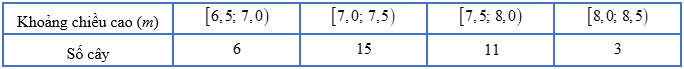 Khoảng chiều cao (m) [6,5; 7,0) [7,0; 7,5) [7,5; 8,0) [8,0; 8,5)
Số cây 6 15 11 3